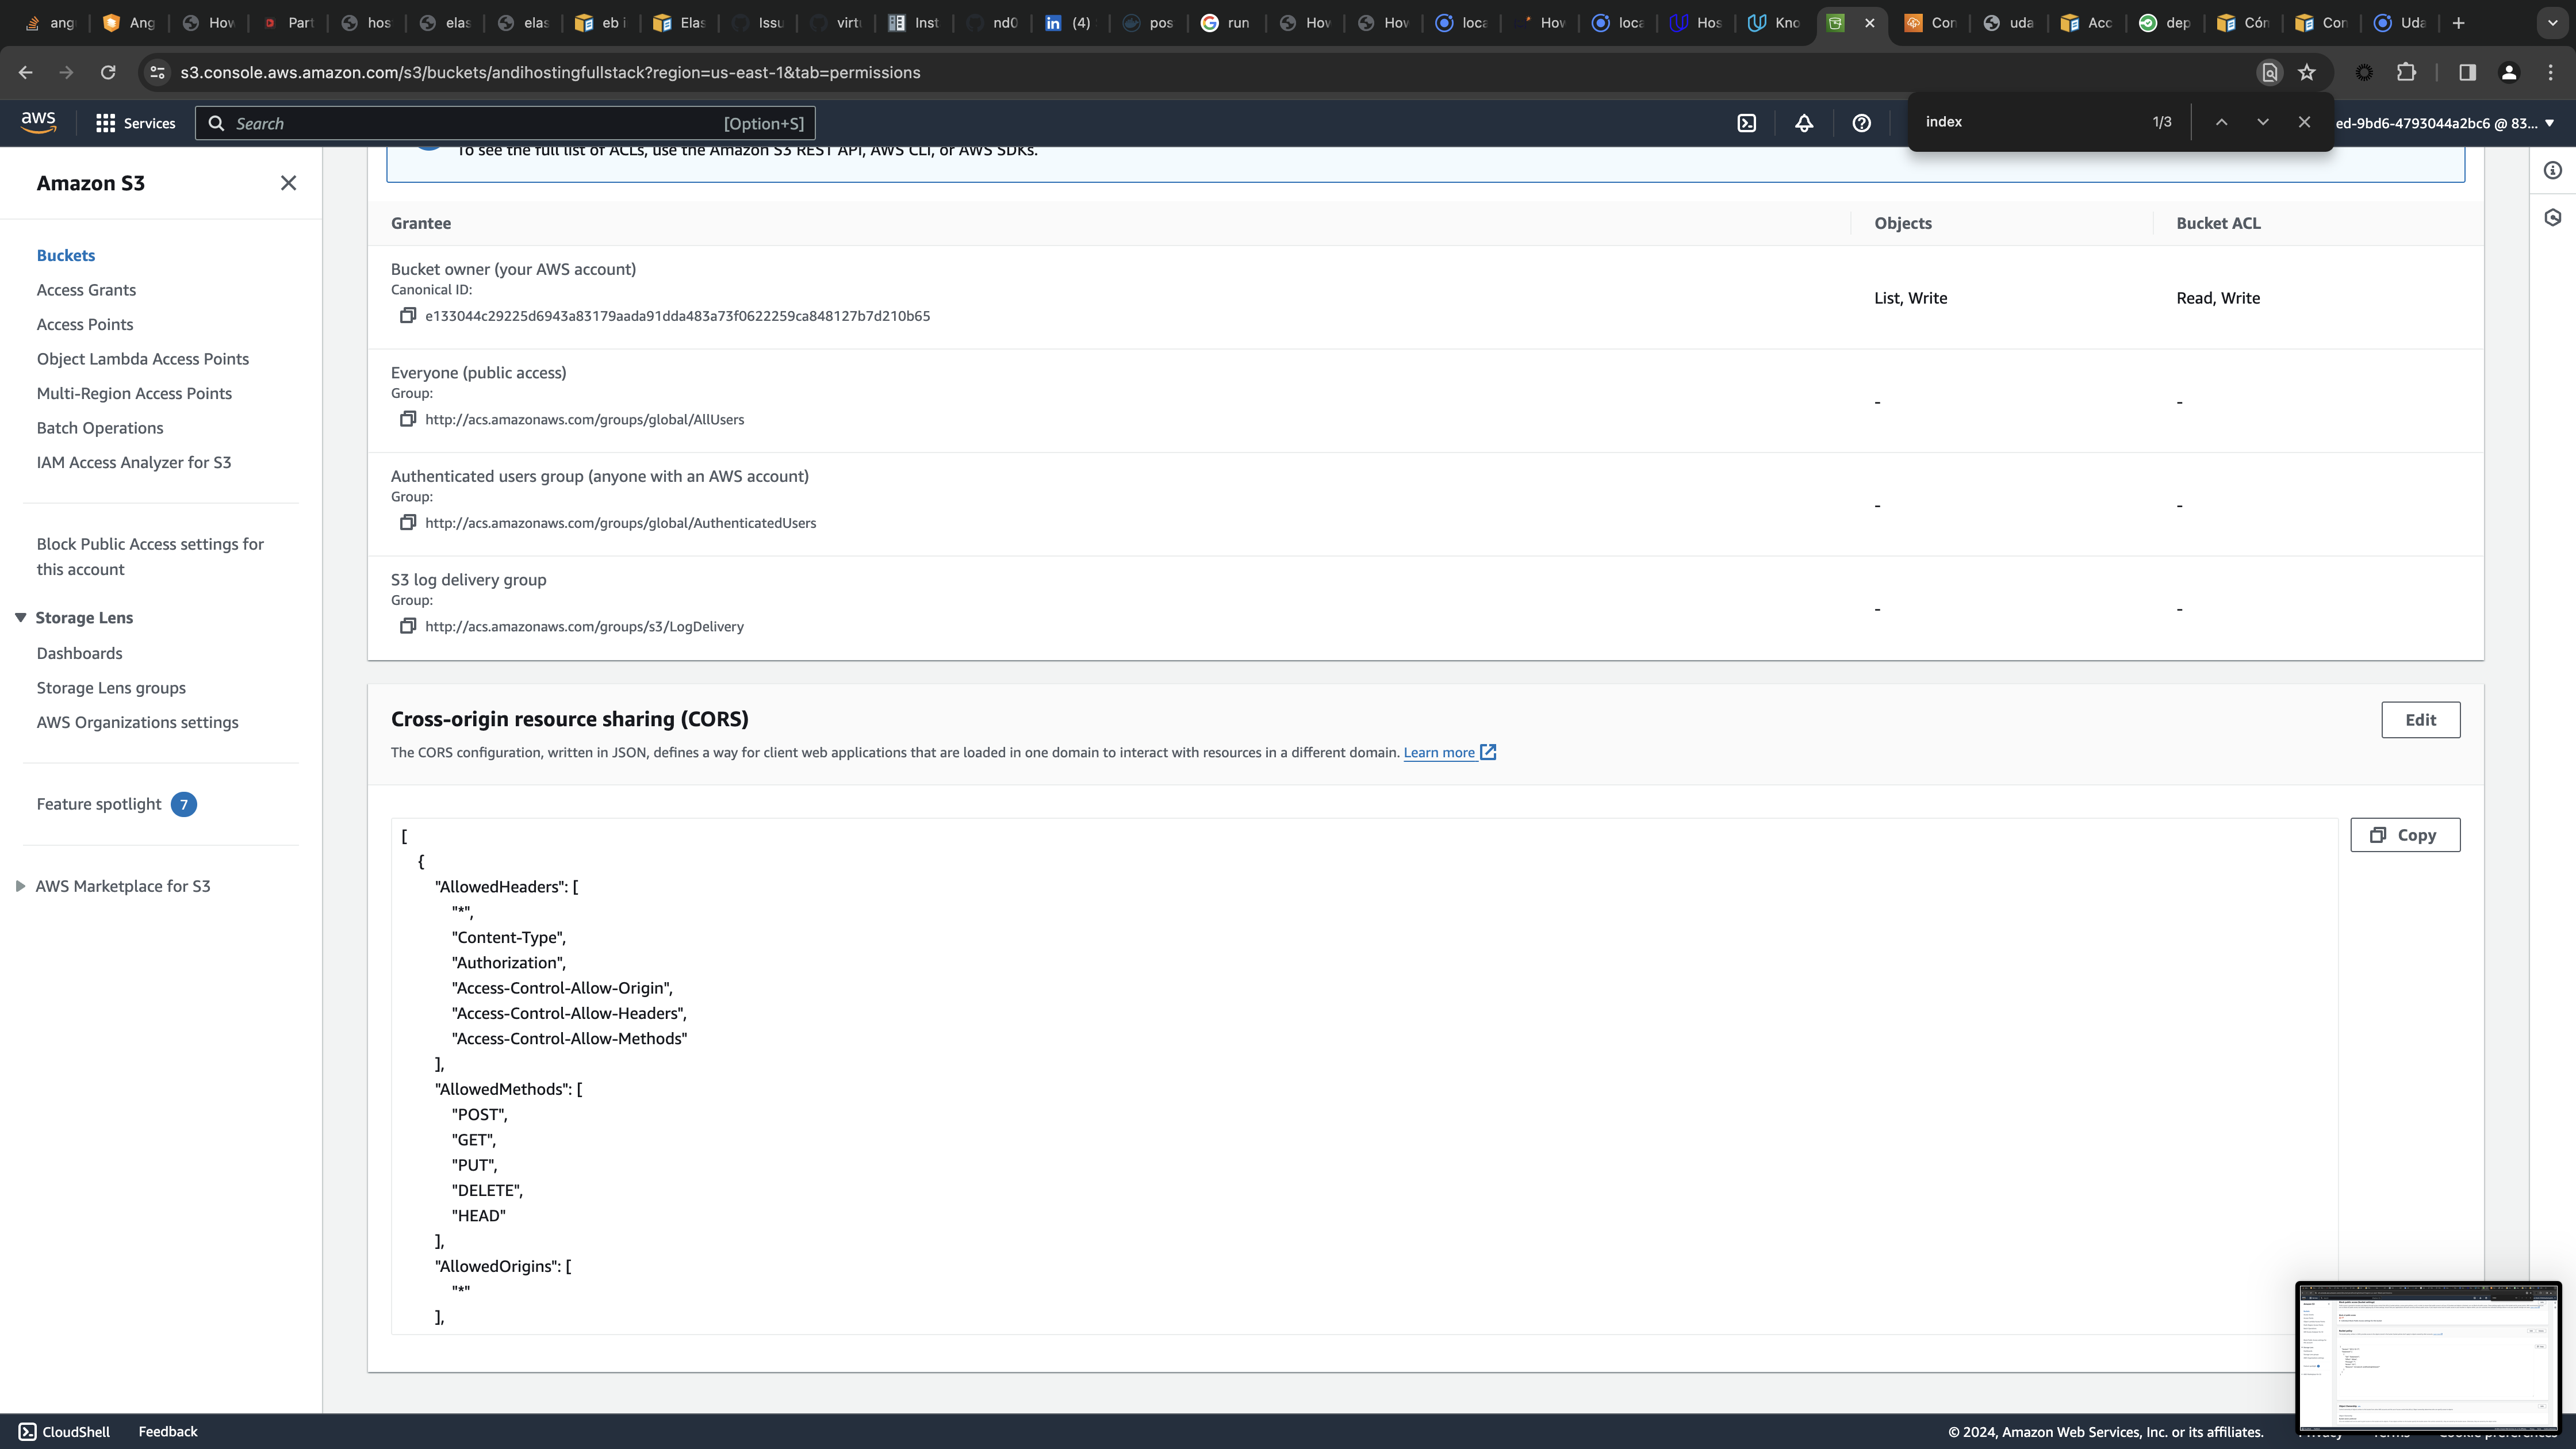 ang
Ang
How
Part
hos
elas
elas
eb i
Elas
Issu
virtu
Inst
nd0
(4)
pos
run
How
How
loca
How
loca
Hos
Kno
Con
uda
Acc
dep
Cón
Con
Uda
s3.console.aws.amazon.com/s3/buckets/andihostingfullstack?region=us-east-1&tab=permissions
aws
Services
Search
[Option+S]
index
1/3
ed-9bd6-4793044a2bc6 @ 83...
Amazon S3
Buckets
Access Grants
Access Points
Object Lambda Access Points
Multi-Region Access Points
Batch Operations
IAM Access Analyzer for S3
Block Public Access settings for
this account
Storage Lens
Dashboards
Storage Lens groups
AWS Organizations settings
Feature spotlight 7
AWS Marketplace for S3
To see the full list of ACLs, use the Amazon S3 REST API, AWS CLI, or AWS SDKs.
Grantee Objects Bucket ACL
Bucket owner (your AWS account)
Canonical ID:
e133044c29225d6943a83179aada91dda483a73f0622259ca848127b7d210b65
List, Write Read, Write
Everyone (public access)
Group:
http://acs.amazonaws.com/groups/global/AllUsers
- -
Authenticated users group (anyone with an AWS account)
Group:
http://acs.amazonaws.com/groups/global/AuthenticatedUsers
- -
S3 log delivery group
Group:
http://acs.amazonaws.com/groups/s3/LogDelivery
- -
Cross-origin resource sharing (CORS)
Edit
The CORS configuration, written in JSON, defines a way for client web applications that are loaded in one domain to interact with resources in a different domain. Learn more
Copy
[
{
"AllowedHeaders": [
"*",
"Content-Type",
"Authorization",
"Access-Control-Allow-Origin",
"Access-Control-Allow-Headers",
"Access-Control-Allow-Methods"
],
"AllowedMethods": [
"POST",
"GET",
"PUT",
"DELETE",
"HEAD"
],
"AllowedOrigins": [
"*"
],
CloudShell Feedback
© 2024, Amazon Web Services, Inc. or its affiliates.
Privacy Terms Cookie preferences